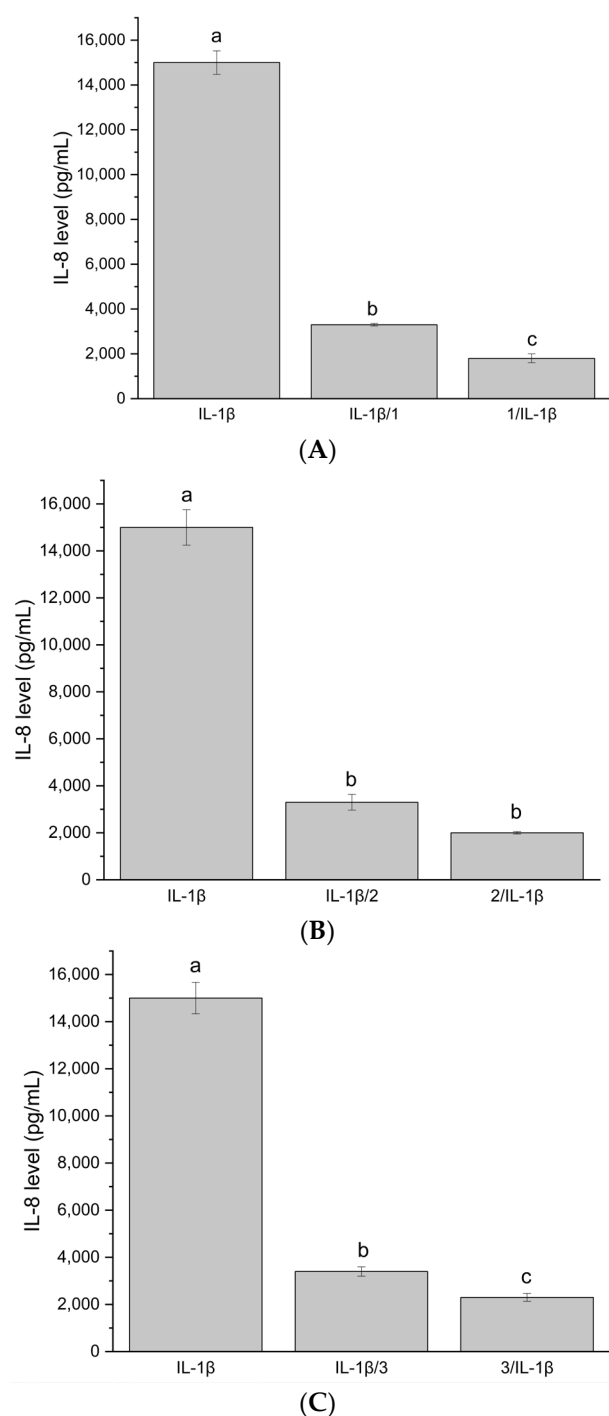 IL-8 level (pg/mL)
16,000
14,000
12,000
10,000
8,000
6,000
4,000
2,000
0
a
b
c
IL-1β
IL-1β/1
1/IL-1β
(A)
IL-8 level (pg/mL)
16,000
14,000
12,000
10,000
8,000
6,000
4,000
2,000
0
a
b
b
IL-1β
IL-1β/2
2/IL-1β
(B)
IL-8 level (pg/mL)
16,000
14,000
12,000
10,000
8,000
6,000
4,000
2,000
0
a
b
c
IL-1β
IL-1β/3
3/IL-1β
(C)